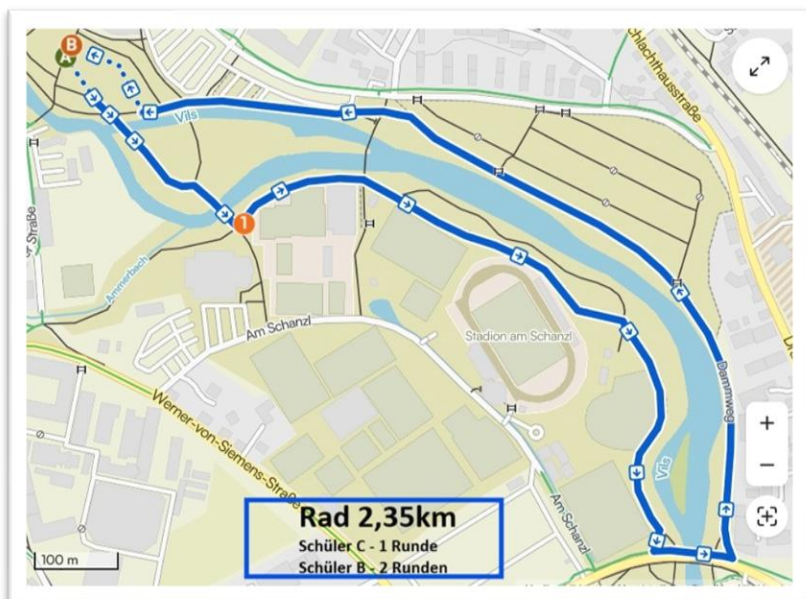 B
A
Schlachthausstraße
Vils
1
Ammerbach
Am Schanzl
Stadion am Schanzl
Werner-von-Siemens-Straße
Dammweg
Vils
Am Schanzl
+
−
Rad 2,35km
Schüler C - 1 Runde
Schüler B - 2 Runden
100 m